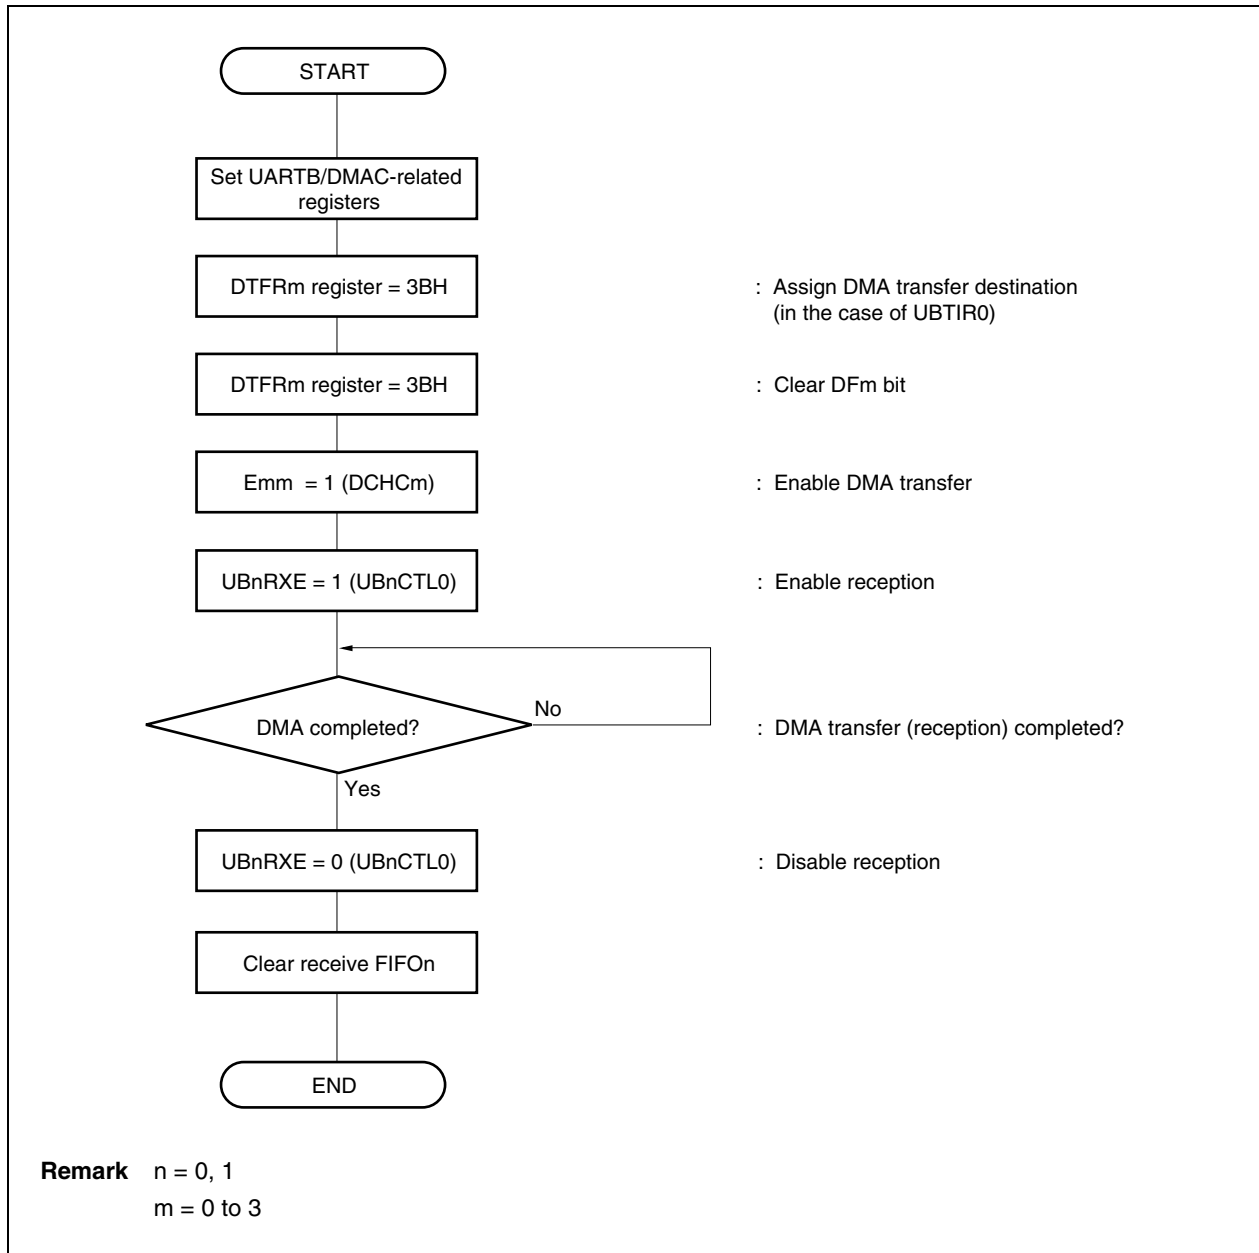 START
Set UARTB/DMAC-related
registers
DTFRm register = 3BH
: Assign DMA transfer destination
(in the case of UBTIR0)
DTFRm register = 3BH
: Clear DFm bit
Emm = 1 (DCHCm)
: Enable DMA transfer
UBnRXE = 1 (UBnCTL0)
: Enable reception
No
DMA completed?
: DMA transfer (reception) completed?
Yes
UBnRXE = 0 (UBnCTL0)
: Disable reception
Clear receive FIFOn
END
Remark n = 0, 1
m = 0 to 3